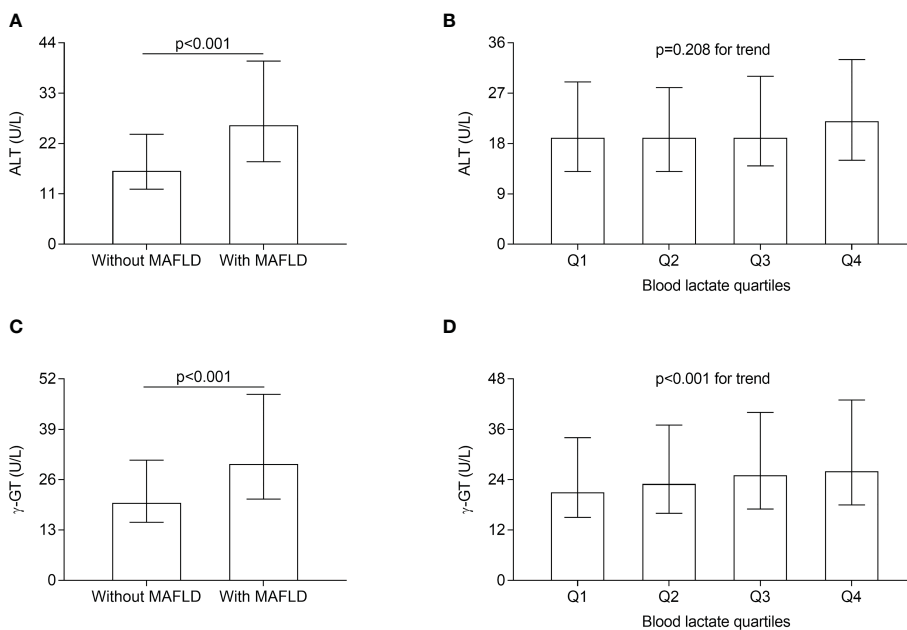 A
44
33
22
11
0
ALT (U/L)
p<0.001
Without MAFLD
With MAFLD
B
36
27
18
9
0
ALT (U/L)
p=0.208 for trend
Q1
Q2
Q3
Q4
Blood lactate quartiles
C
52
39
26
13
0
γ-GT (U/L)
p<0.001
Without MAFLD
With MAFLD
D
48
36
24
12
0
γ-GT (U/L)
p<0.001 for trend
Q1
Q2
Q3
Q4
Blood lactate quartiles